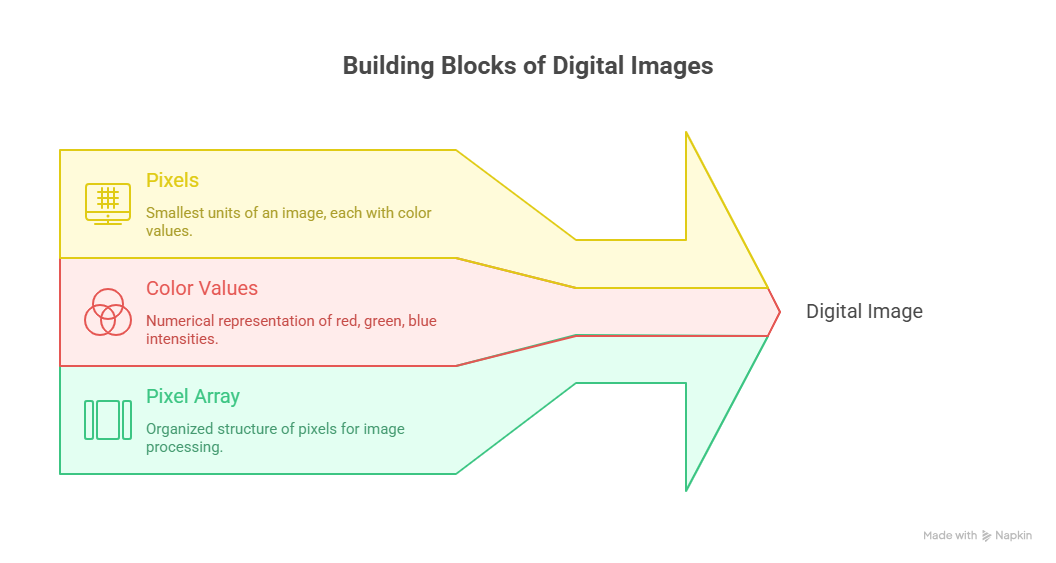 Building Blocks of Digital Images
Pixels
Smallest units of an image, each with color
values.
Color Values
Numerical representation of red, green, blue
intensities.
Digital Image
Pixel Array
Organized structure of pixels for image
processing.
Made with Napkin